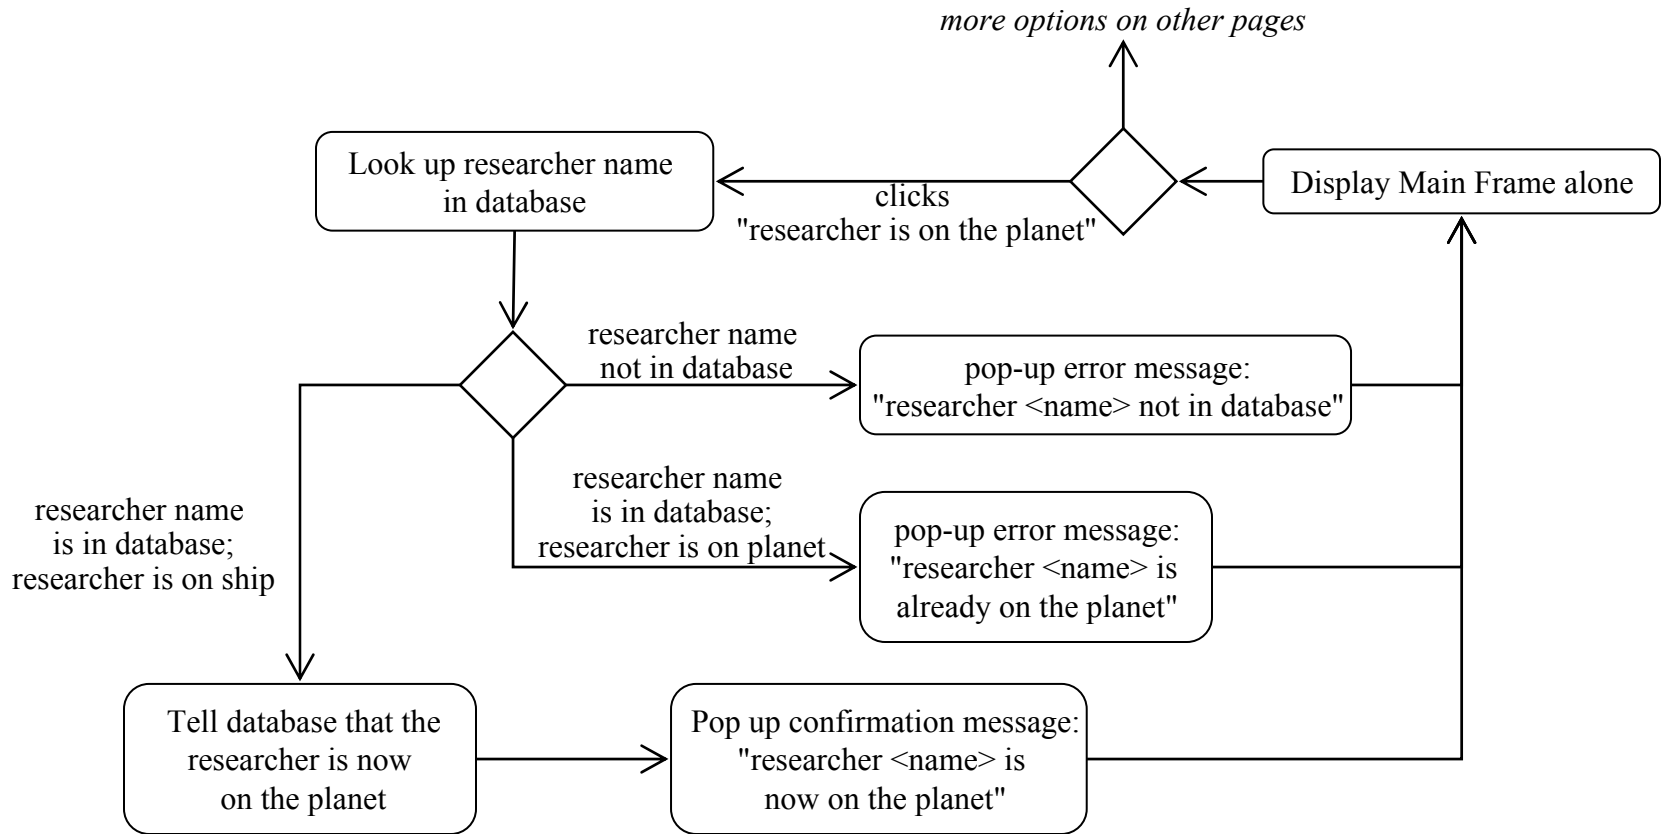 more options on other pages
Look up researcher name
in database
clicks
"researcher is on the planet"
Display Main Frame alone
researcher name
not in database
pop-up error message:
"researcher <name> not in database"
researcher name
is in database;
researcher is on planet
pop-up error message:
"researcher <name> is
already on the planet"
researcher name
is in database;
researcher is on ship
Tell database that the
researcher is now
on the planet
Pop up confirmation message:
"researcher <name> is
now on the planet"